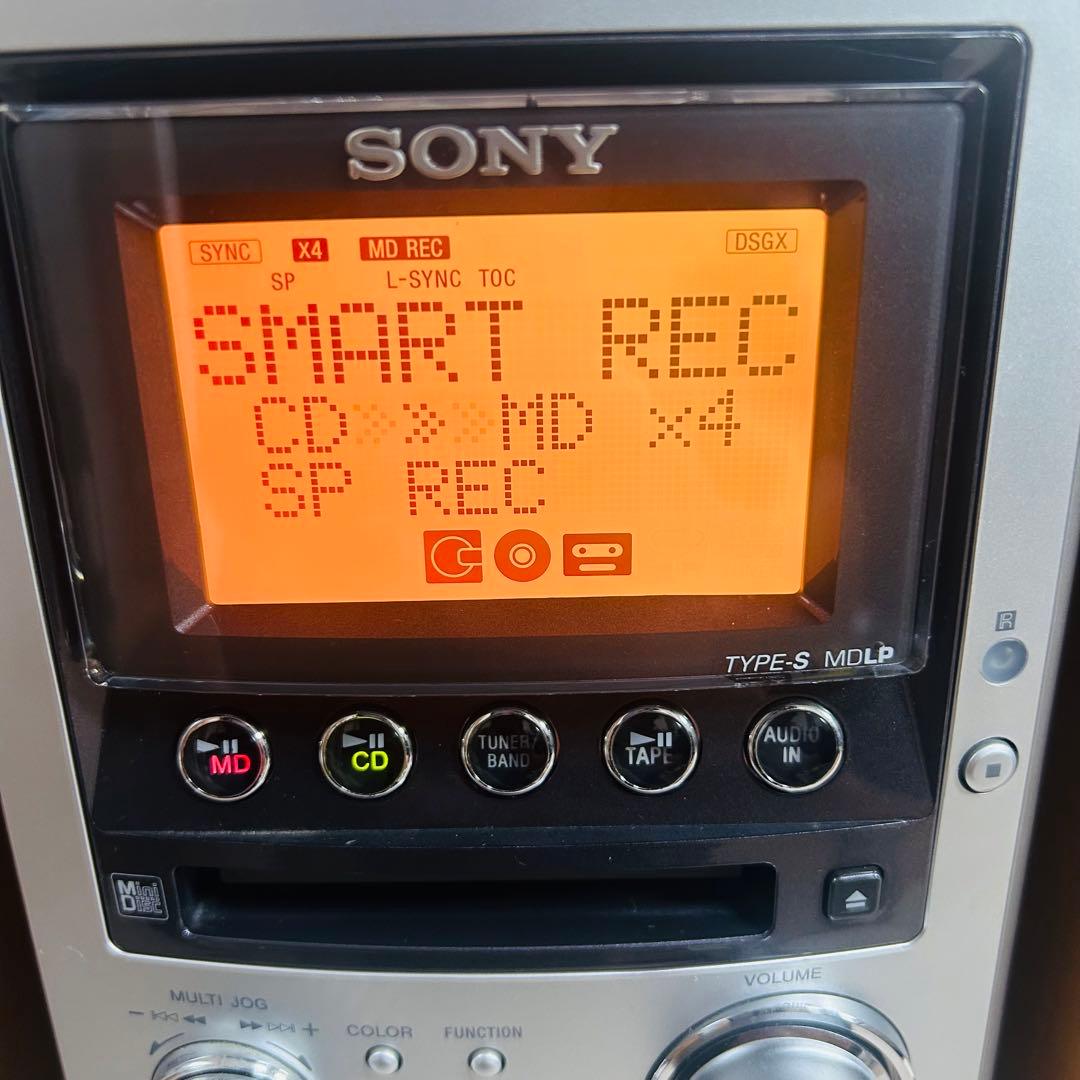 SONY
SYNC X4 MD REC DSGX
SP L-SYNC TOC
SMART REC
CD»»»MD x4
SP REC
TYPE-S MDLP
R
MD CD TUNER/ TAPE AUDIO
BAND IN
MD
MULTI JOG VOLUME
- +
COLOR FUNCTION